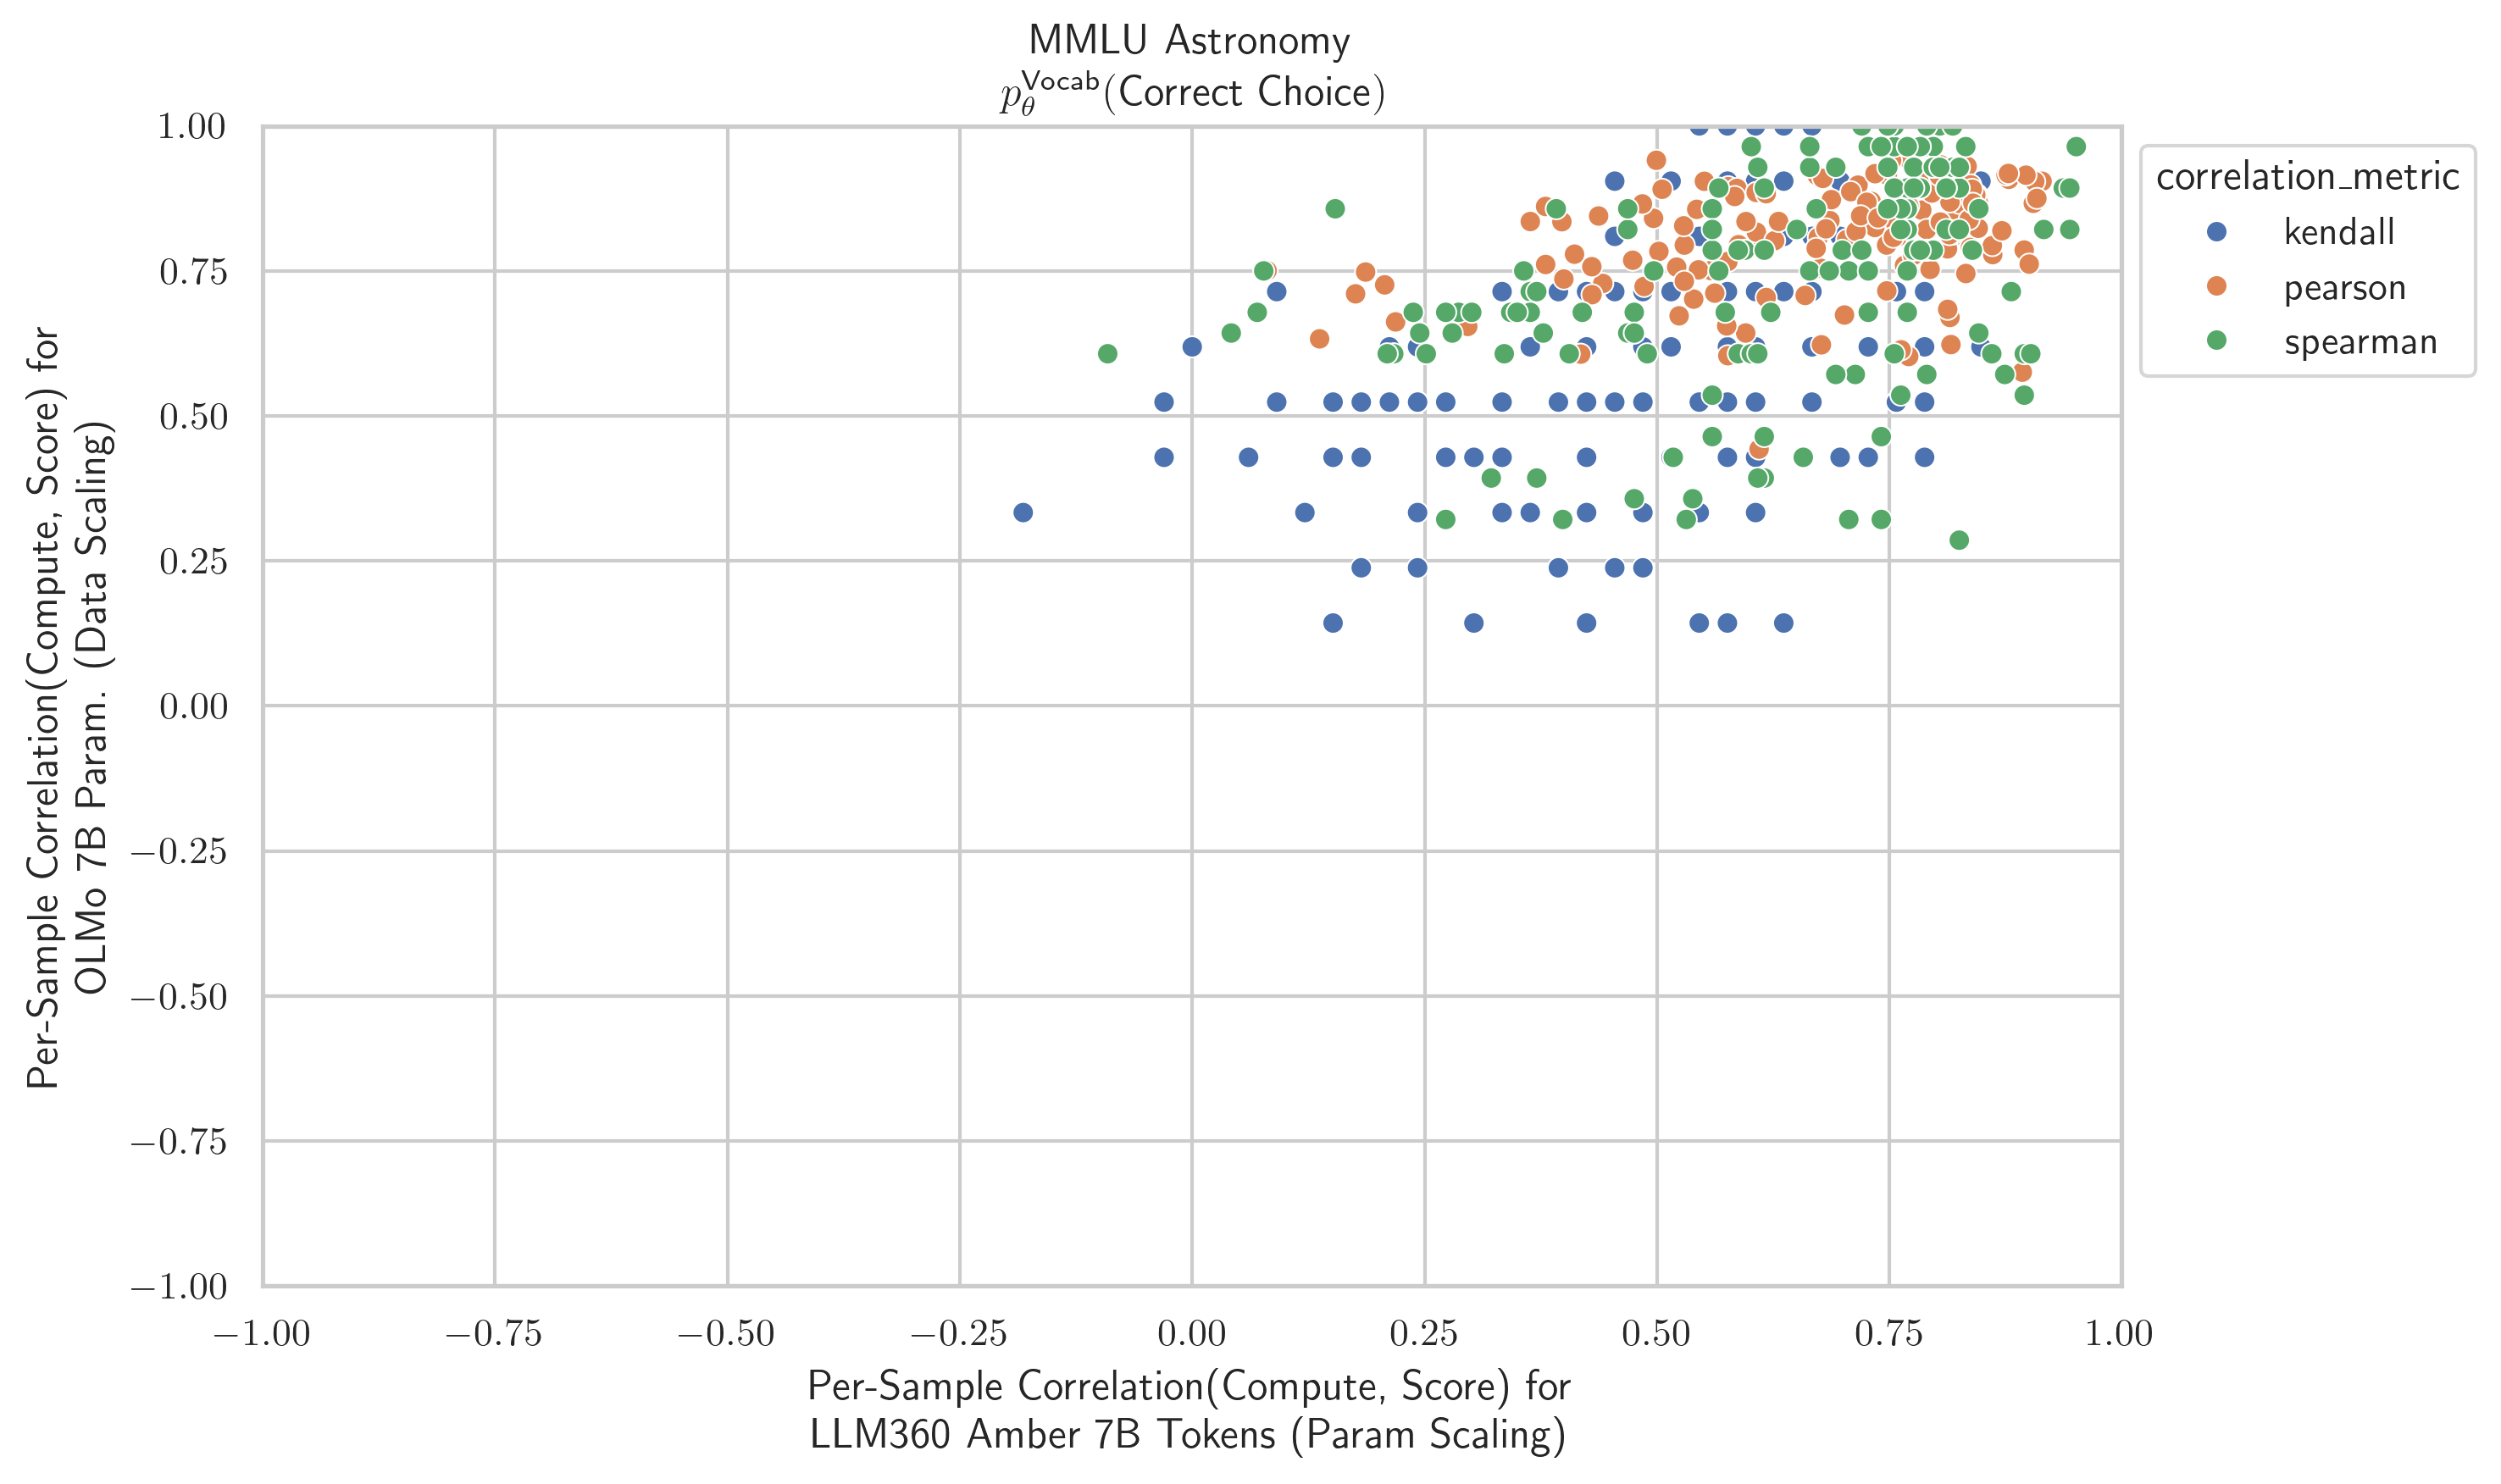 MMLU Astronomy
p_θ^Vocab(Correct Choice)
Per-Sample Correlation(Compute, Score) for
OLMo 7B Param. (Data Scaling)
1.00
0.75
0.50
0.25
0.00
−0.25
−0.50
−0.75
−1.00
−1.00 −0.75 −0.50 −0.25 0.00 0.25 0.50 0.75 1.00
Per-Sample Correlation(Compute, Score) for
LLM360 Amber 7B Tokens (Param Scaling)
correlation_metric
kendall
pearson
spearman